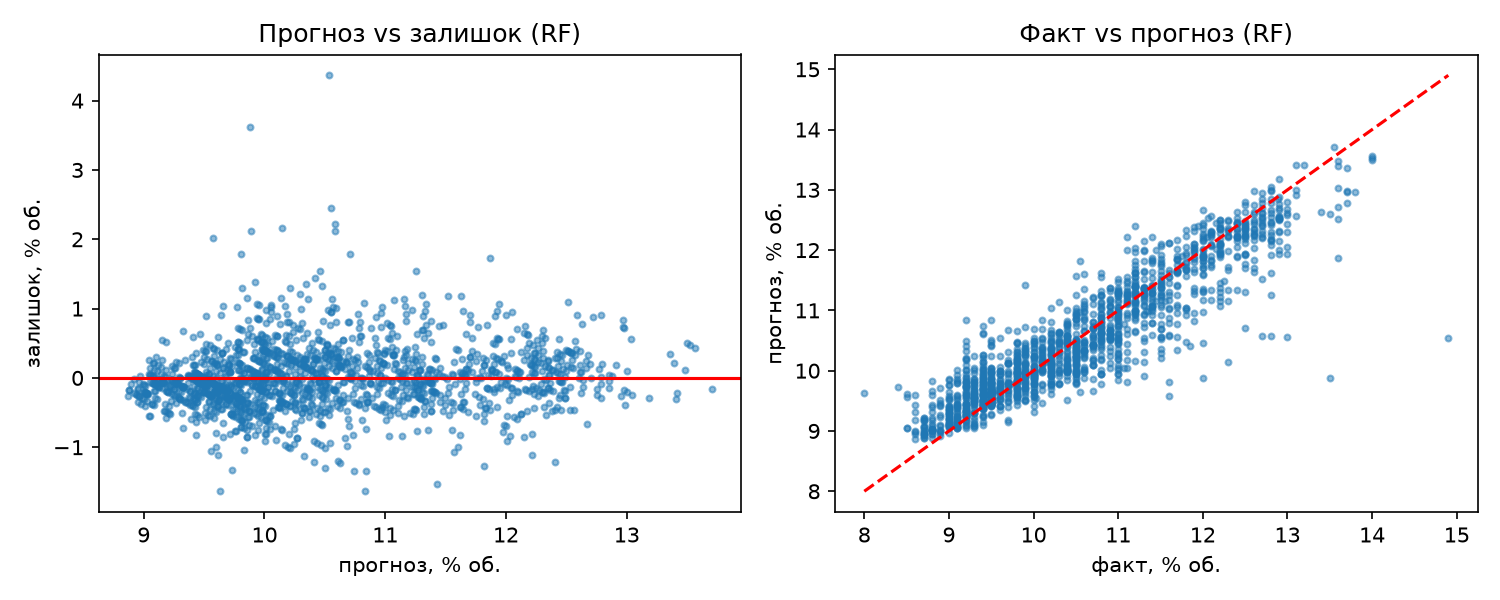 Прогноз vs залишок (RF)
залишок, % об.
4
3
2
1
0
−1
9 10 11 12 13
прогноз, % об.
Факт vs прогноз (RF)
прогноз, % об.
15
14
13
12
11
10
9
8
8 9 10 11 12 13 14 15
факт, % об.